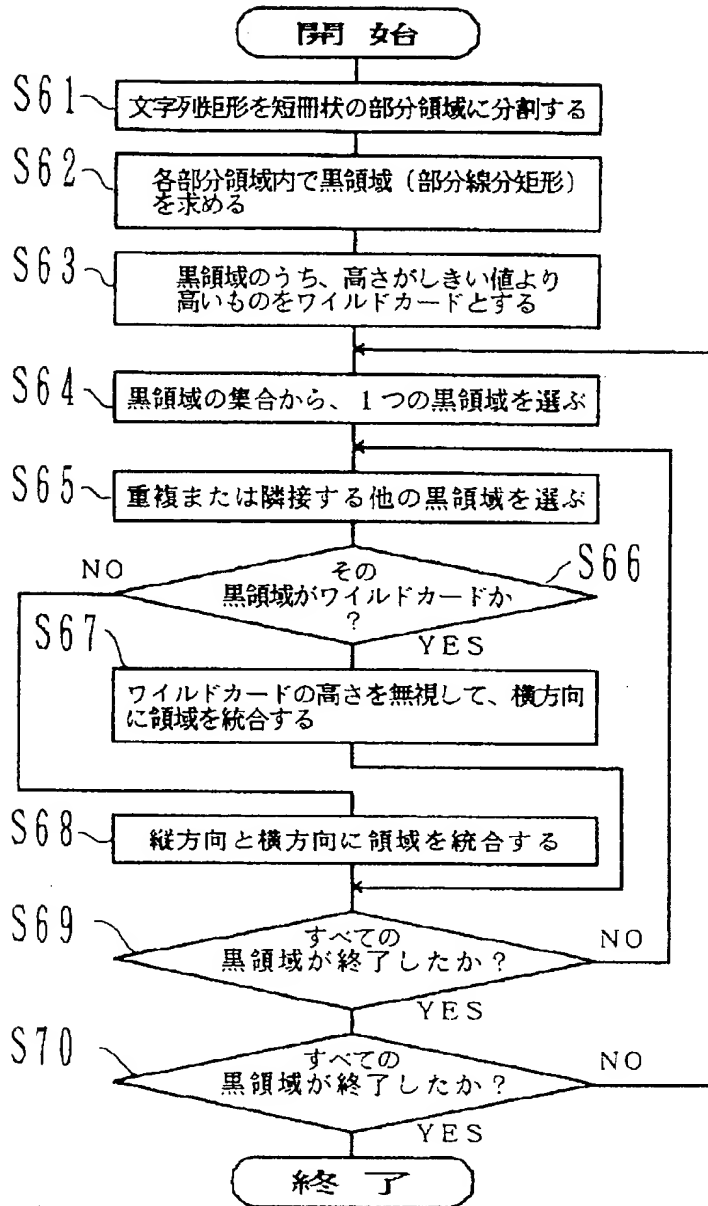 開始
S61
文字列矩形を短冊状の部分領域に分割する
S62
各部分領域内で黒領域（部分線分矩形）
を求める
S63
黒領域のうち、高さがしきい値より
高いものをワイルドカードとする
S64
黒領域の集合から、1つの黒領域を選ぶ
S65
重複または隣接する他の黒領域を選ぶ
S66
その
黒領域がワイルドカードか
?
NO
YES
S67
ワイルドカードの高さを無視して、横方向
に領域を統合する
S68
縦方向と横方向に領域を統合する
S69
すべての
黒領域が終了したか?
NO
YES
S70
すべての
黒領域が終了したか?
NO
YES
終了